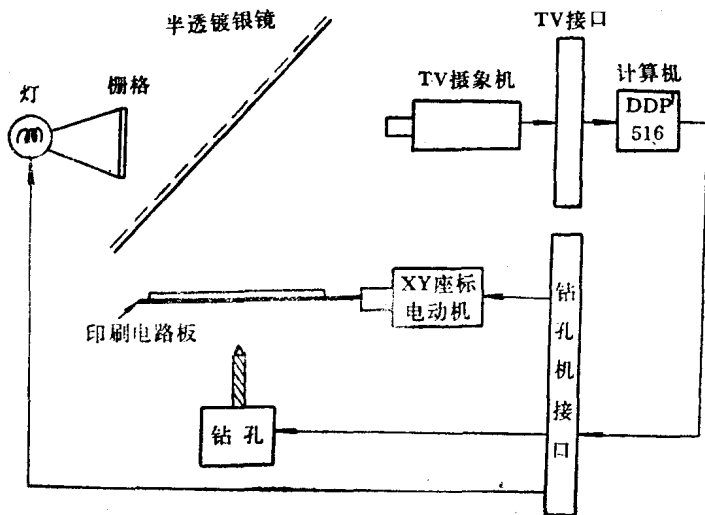 半透镀银镜
TV接口
灯
栅格
TV摄象机
计算机
DDP
516
XY座标
电动机
印刷电路板
钻孔机接口
钻孔